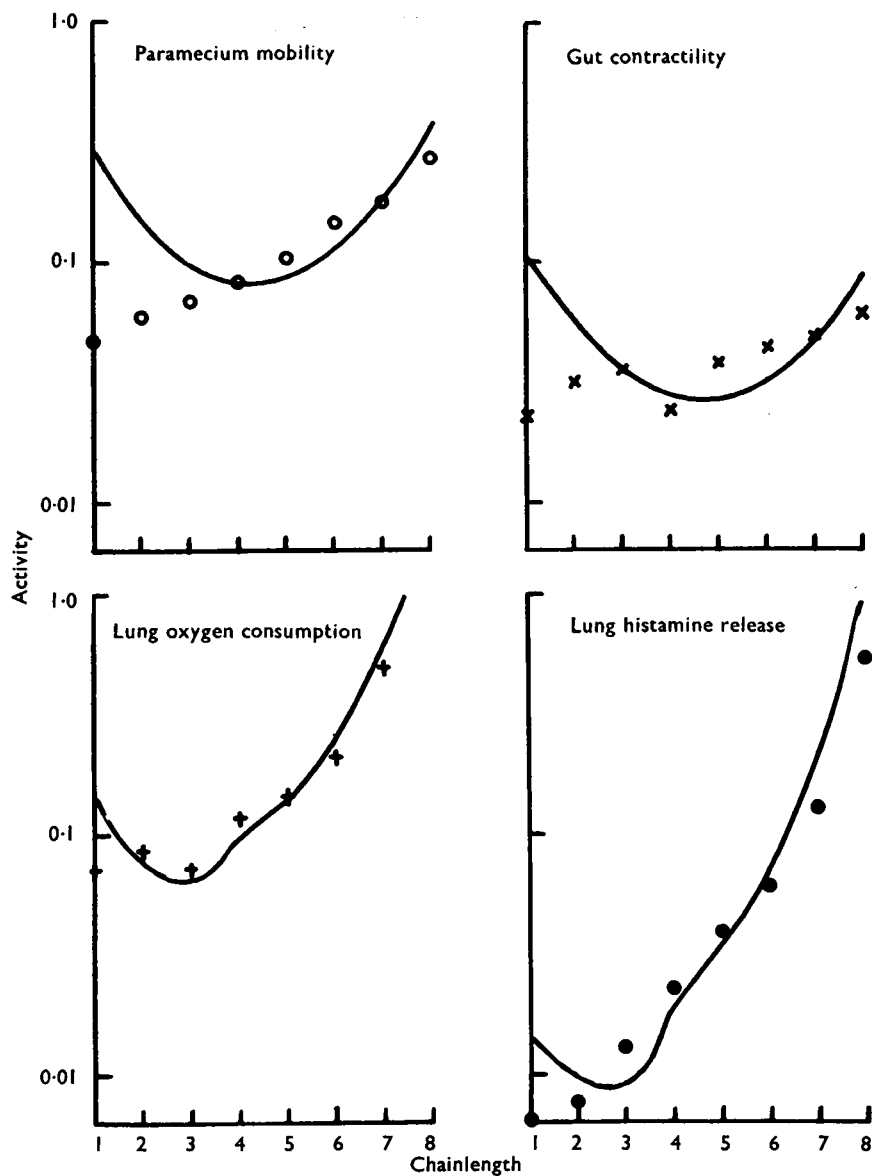 1·0
Paramecium mobility
Gut contractility
0·1
0·01
Activity
1·0
Lung oxygen consumption
Lung histamine release
0·1
0·01
1 2 3 4 5 6 7 8
1 2 3 4 5 6 7 8
Chainlength